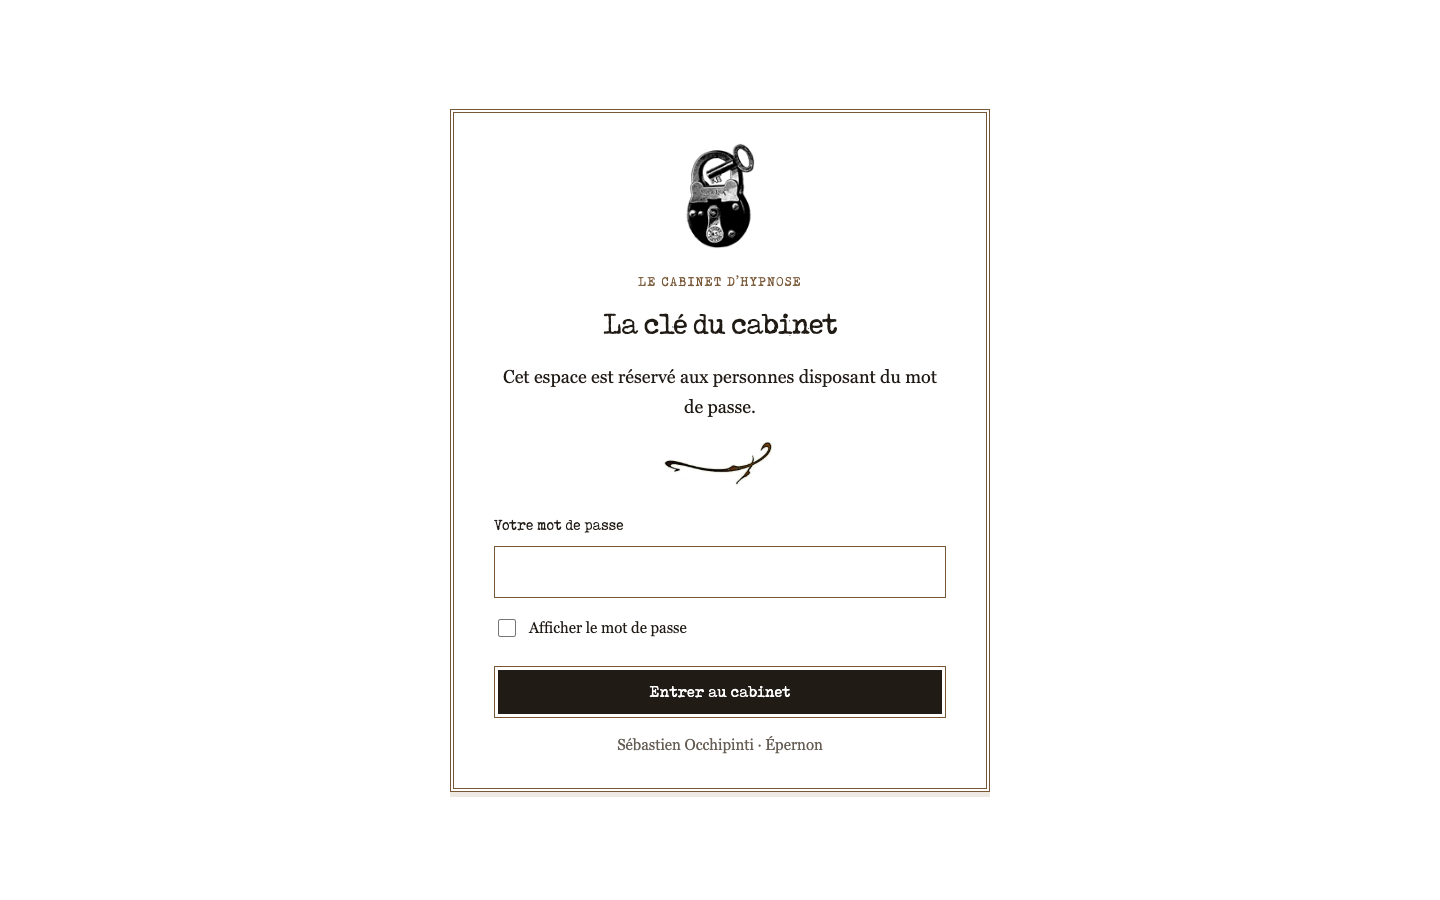 LE CABINET D’HYPNOSE
La clé du cabinet
Cet espace est réservé aux personnes disposant du mot
de passe.
Votre mot de passe
Afficher le mot de passe
Entrer au cabinet
Sébastien Occhipinti · Épernon